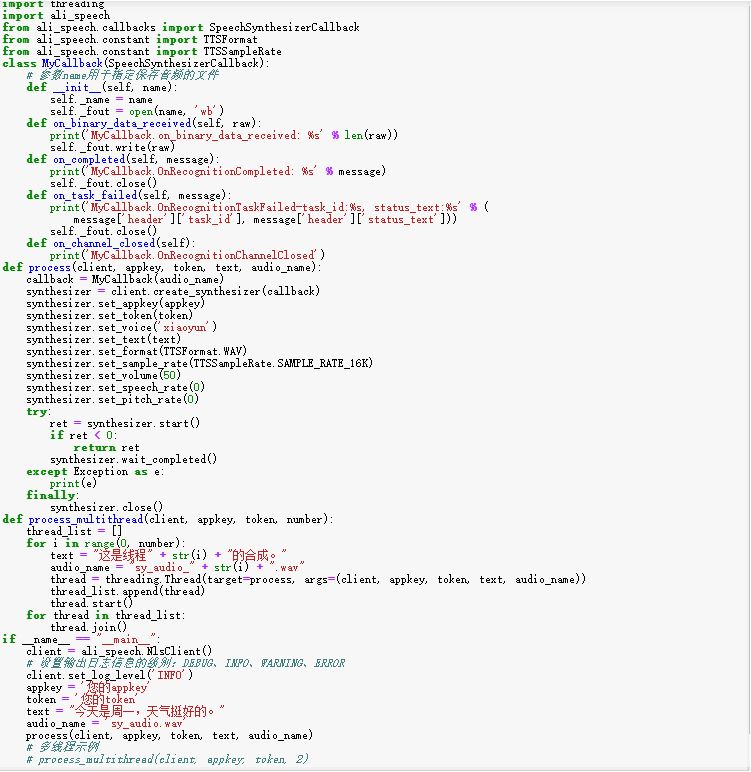 import threading
import ali_speech
from ali_speech.callbacks import SpeechSynthesizerCallback
from ali_speech.constant import TTSFormat
from ali_speech.constant import TTSSampleRate
class MyCallback(SpeechSynthesizerCallback):
    # 参数name用于指定保存音频的文件
    def __init__(self, name):
        self._name = name
        self._fout = open(name, 'wb')
    def on_binary_data_received(self, raw):
        print('MyCallback.on_binary_data_received: %s' % len(raw))
        self._fout.write(raw)
    def on_completed(self, message):
        print('MyCallback.OnRecognitionCompleted: %s' % message)
        self._fout.close()
    def on_task_failed(self, message):
        print('MyCallback.OnRecognitionTaskFailed-task_id:%s, status_text:%s' % (
            message['header']['task_id'], message['header']['status_text']))
        self._fout.close()
    def on_channel_closed(self):
        print('MyCallback.OnRecognitionChannelClosed')
def process(client, appkey, token, text, audio_name):
    callback = MyCallback(audio_name)
    synthesizer = client.create_synthesizer(callback)
    synthesizer.set_appkey(appkey)
    synthesizer.set_token(token)
    synthesizer.set_voice('xiaoyun')
    synthesizer.set_text(text)
    synthesizer.set_format(TTSFormat.WAV)
    synthesizer.set_sample_rate(TTSSampleRate.SAMPLE_RATE_16K)
    synthesizer.set_volume(50)
    synthesizer.set_speech_rate(0)
    synthesizer.set_pitch_rate(0)
    try:
        ret = synthesizer.start()
        if ret < 0:
            return ret
        synthesizer.wait_completed()
    except Exception as e:
        print(e)
    finally:
        synthesizer.close()
def process_multithread(client, appkey, token, number):
    thread_list = []
    for i in range(0, number):
        text = "这是线程" + str(i) + "的合成。"
        audio_name = "sy_audio_" + str(i) + ".wav"
        thread = threading.Thread(target=process, args=(client, appkey, token, text, audio_name))
        thread_list.append(thread)
        thread.start()
    for thread in thread_list:
        thread.join()
if __name__ == "__main__":
    client = ali_speech.NlsClient()
    # 设置输出日志信息的级别：DEBUG、INFO、WARNING、ERROR
    client.set_log_level('INFO')
    appkey = '您的appkey'
    token = '您的token'
    text = "今天是周一，天气挺好的。"
    audio_name = 'sy_audio.wav'
    process(client, appkey, token, text, audio_name)
    # 多线程示例
    # process_multithread(client, appkey, token, 2)